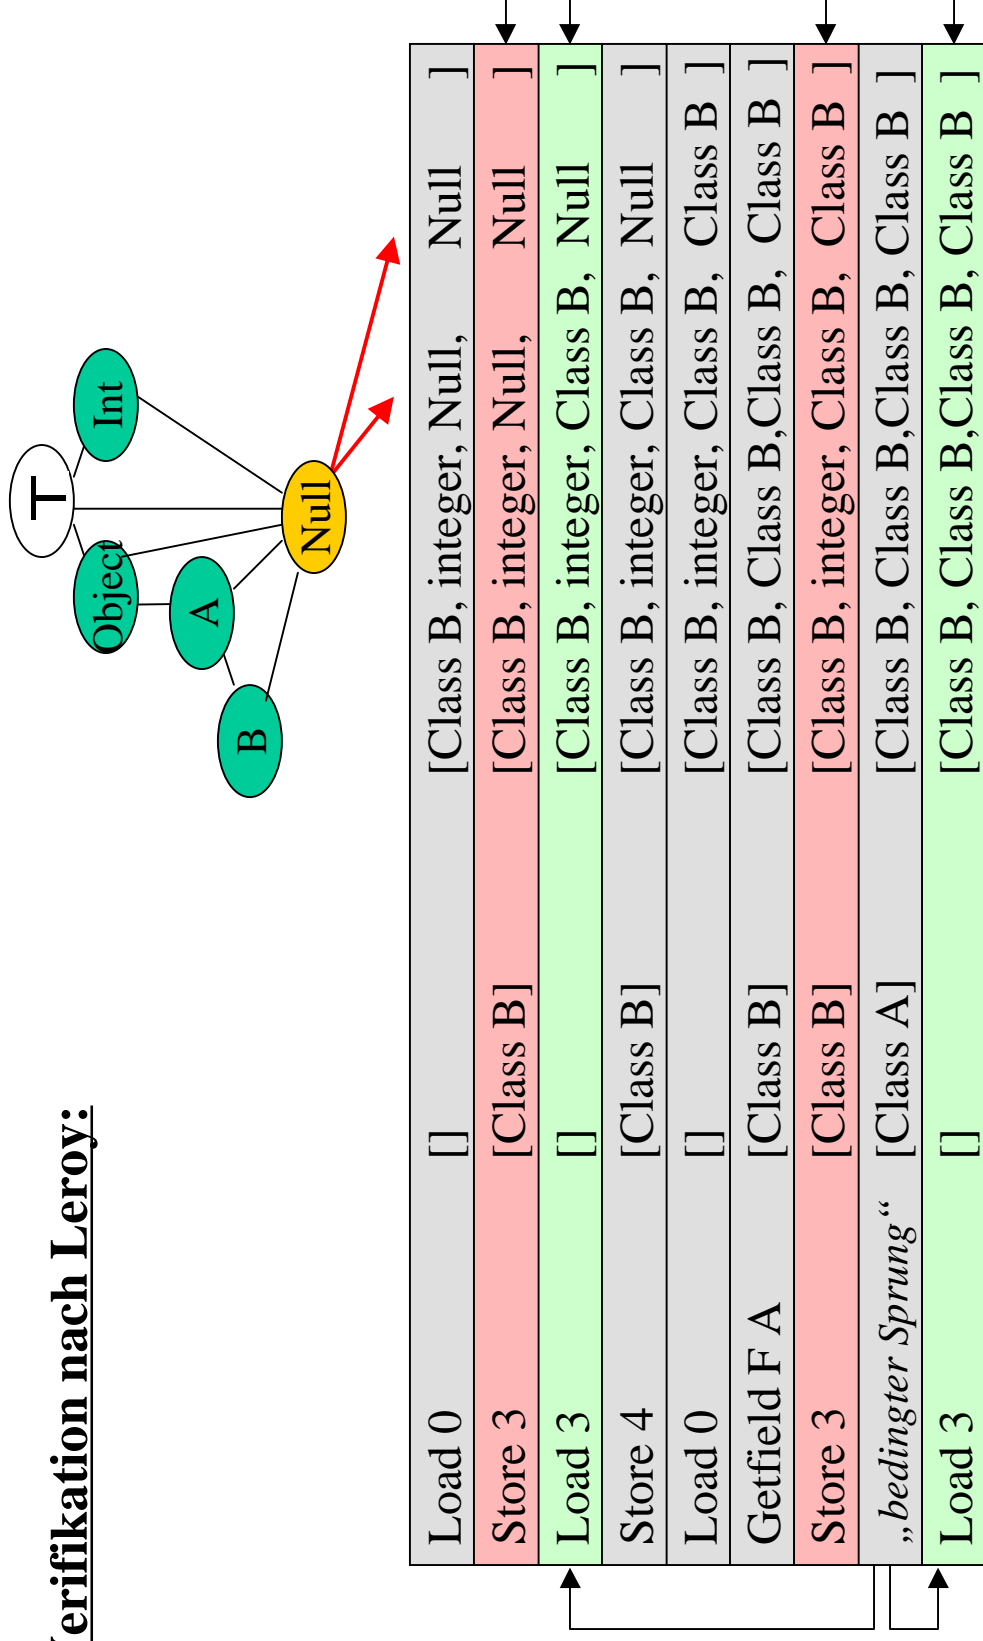 Verifikation nach Leroy:
T
Object
Int
A
B
Null
Load 0 [] [Class B, integer, Null, Null ]
Store 3 [Class B] [Class B, integer, Null, Null ]
Load 3 [] [Class B, integer, Class B, Null ]
Store 4 [Class B] [Class B, integer, Class B, Null ]
Load 0 [] [Class B, integer, Class B, Class B ]
Getfield F A [Class B] [Class B, Class B,Class B, Class B ]
Store 3 [Class B] [Class B, integer, Class B, Class B ]
„bedingter Sprung“ [Class A] [Class B, Class B,Class B, Class B ]
Load 3 [] [Class B, Class B,Class B, Class B ]